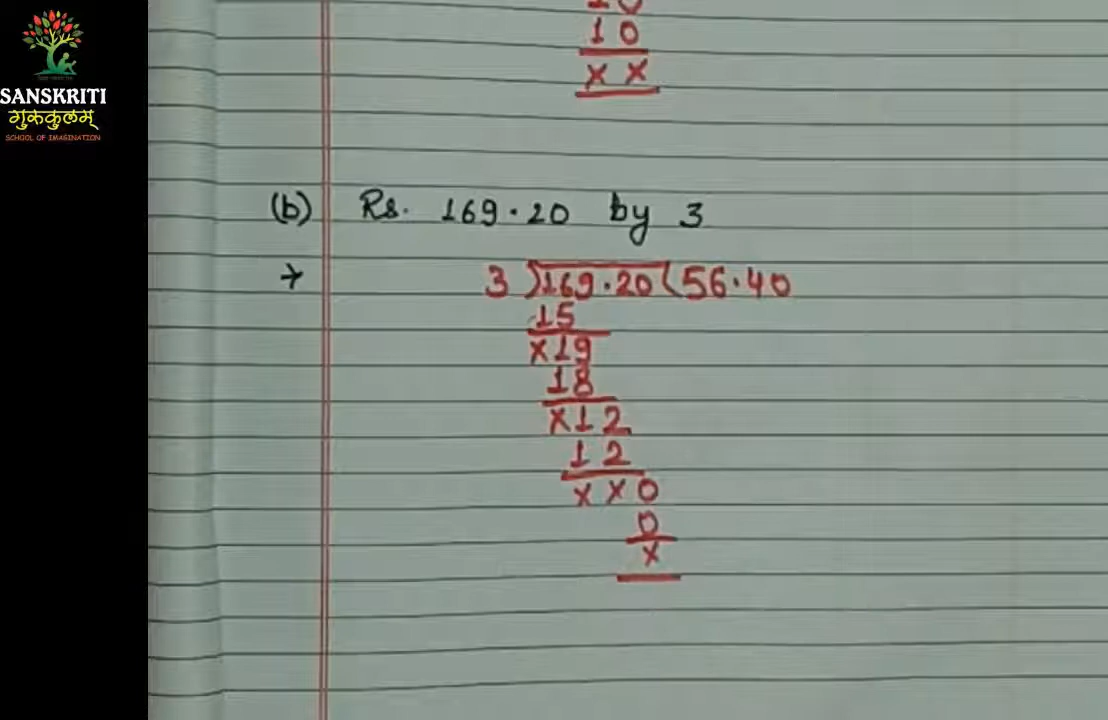 SANSKRITI
गुरुकुलम्
SCHOOL OF IMAGINATION
10
10
x x
(b) Rs. 169.20 by 3
→ 3)169.20(56.40
15
x19
18
x12
12
x x 0
0
x